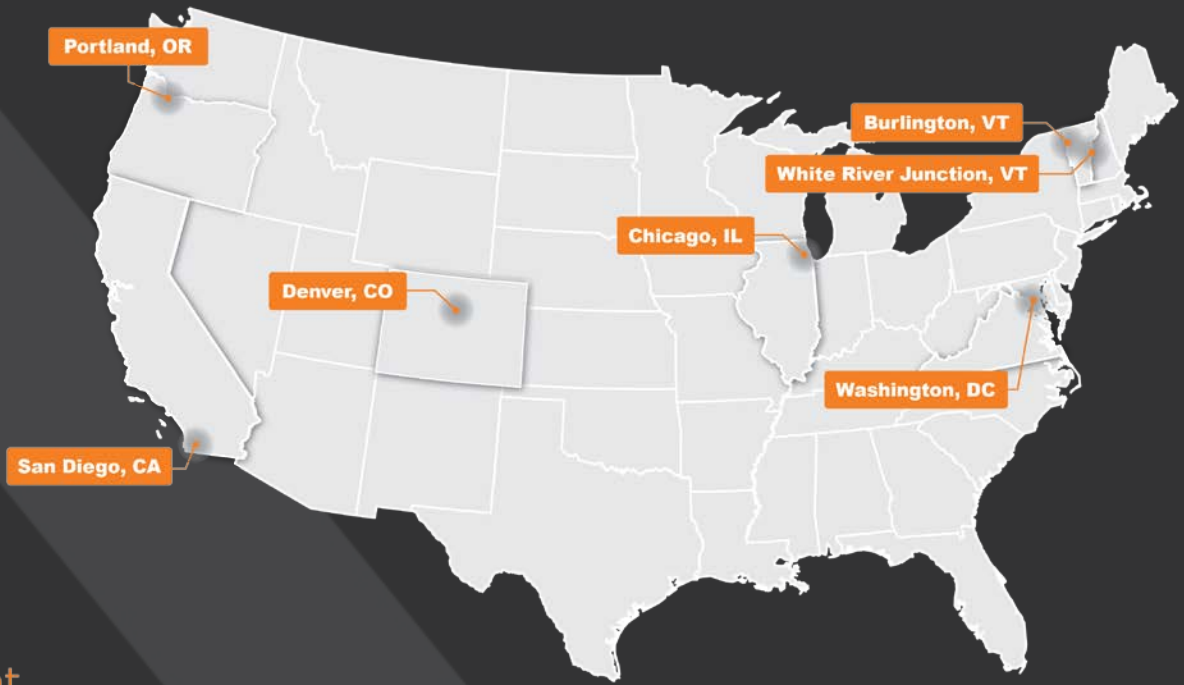 Portland, OR
Burlington, VT
White River Junction, VT
Chicago, IL
Denver, CO
Washington, DC
San Diego, CA